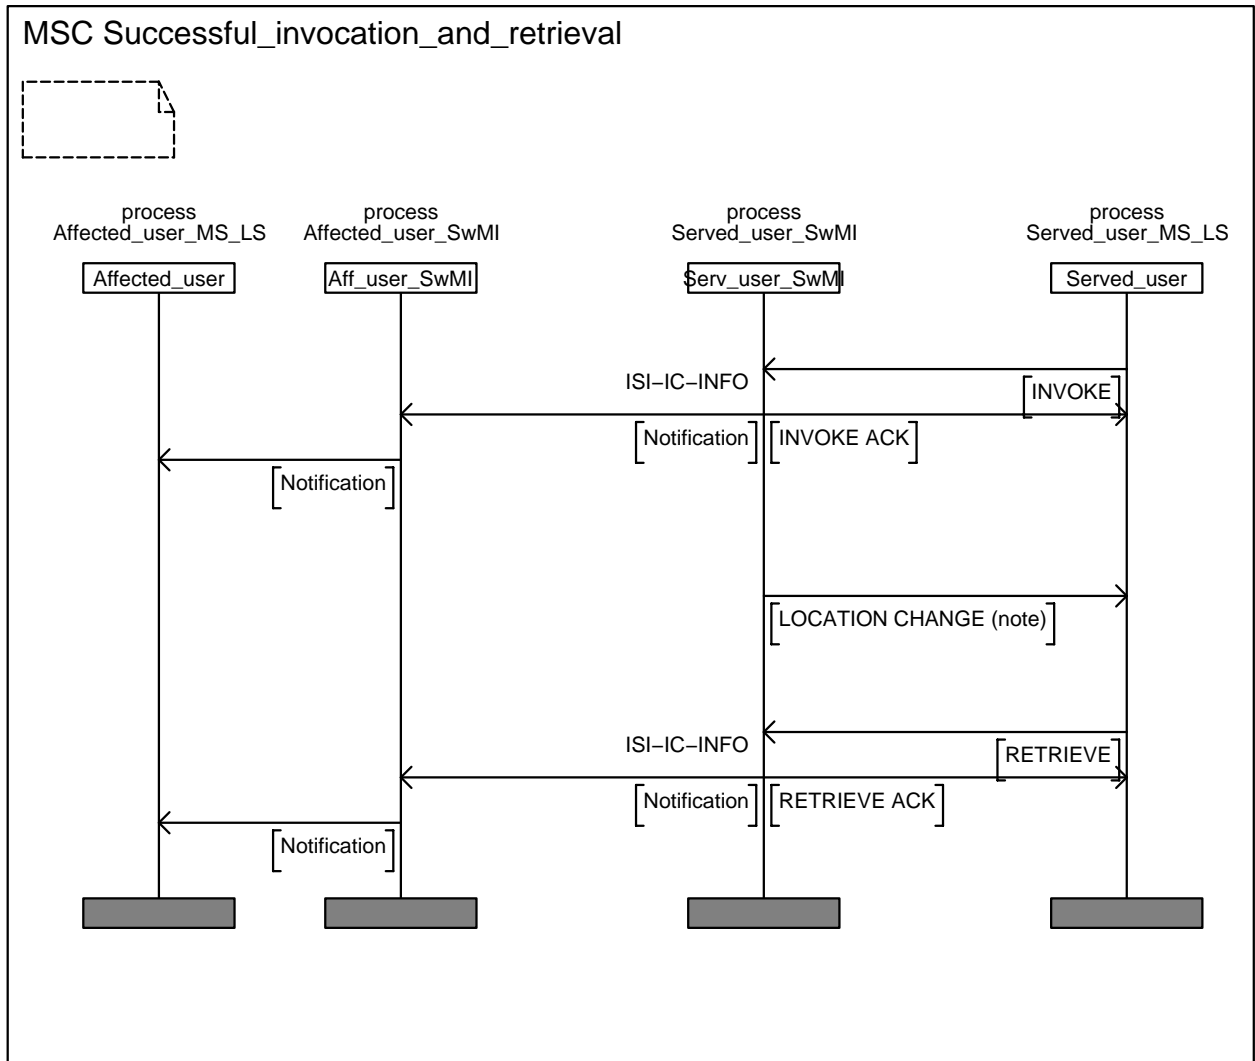 MSC Successful_invocation_and_retrieval
process process process process
Affected_user_MS_LS Affected_user_SwMI Served_user_SwMI Served_user_MS_LS
Affected_user Aff_user_SwMI Serv_user_SwMI Served_user
ISI−IC−INFO INVOKE
Notification INVOKE ACK
Notification
LOCATION CHANGE (note)
ISI−IC−INFO RETRIEVE
Notification RETRIEVE ACK
Notification